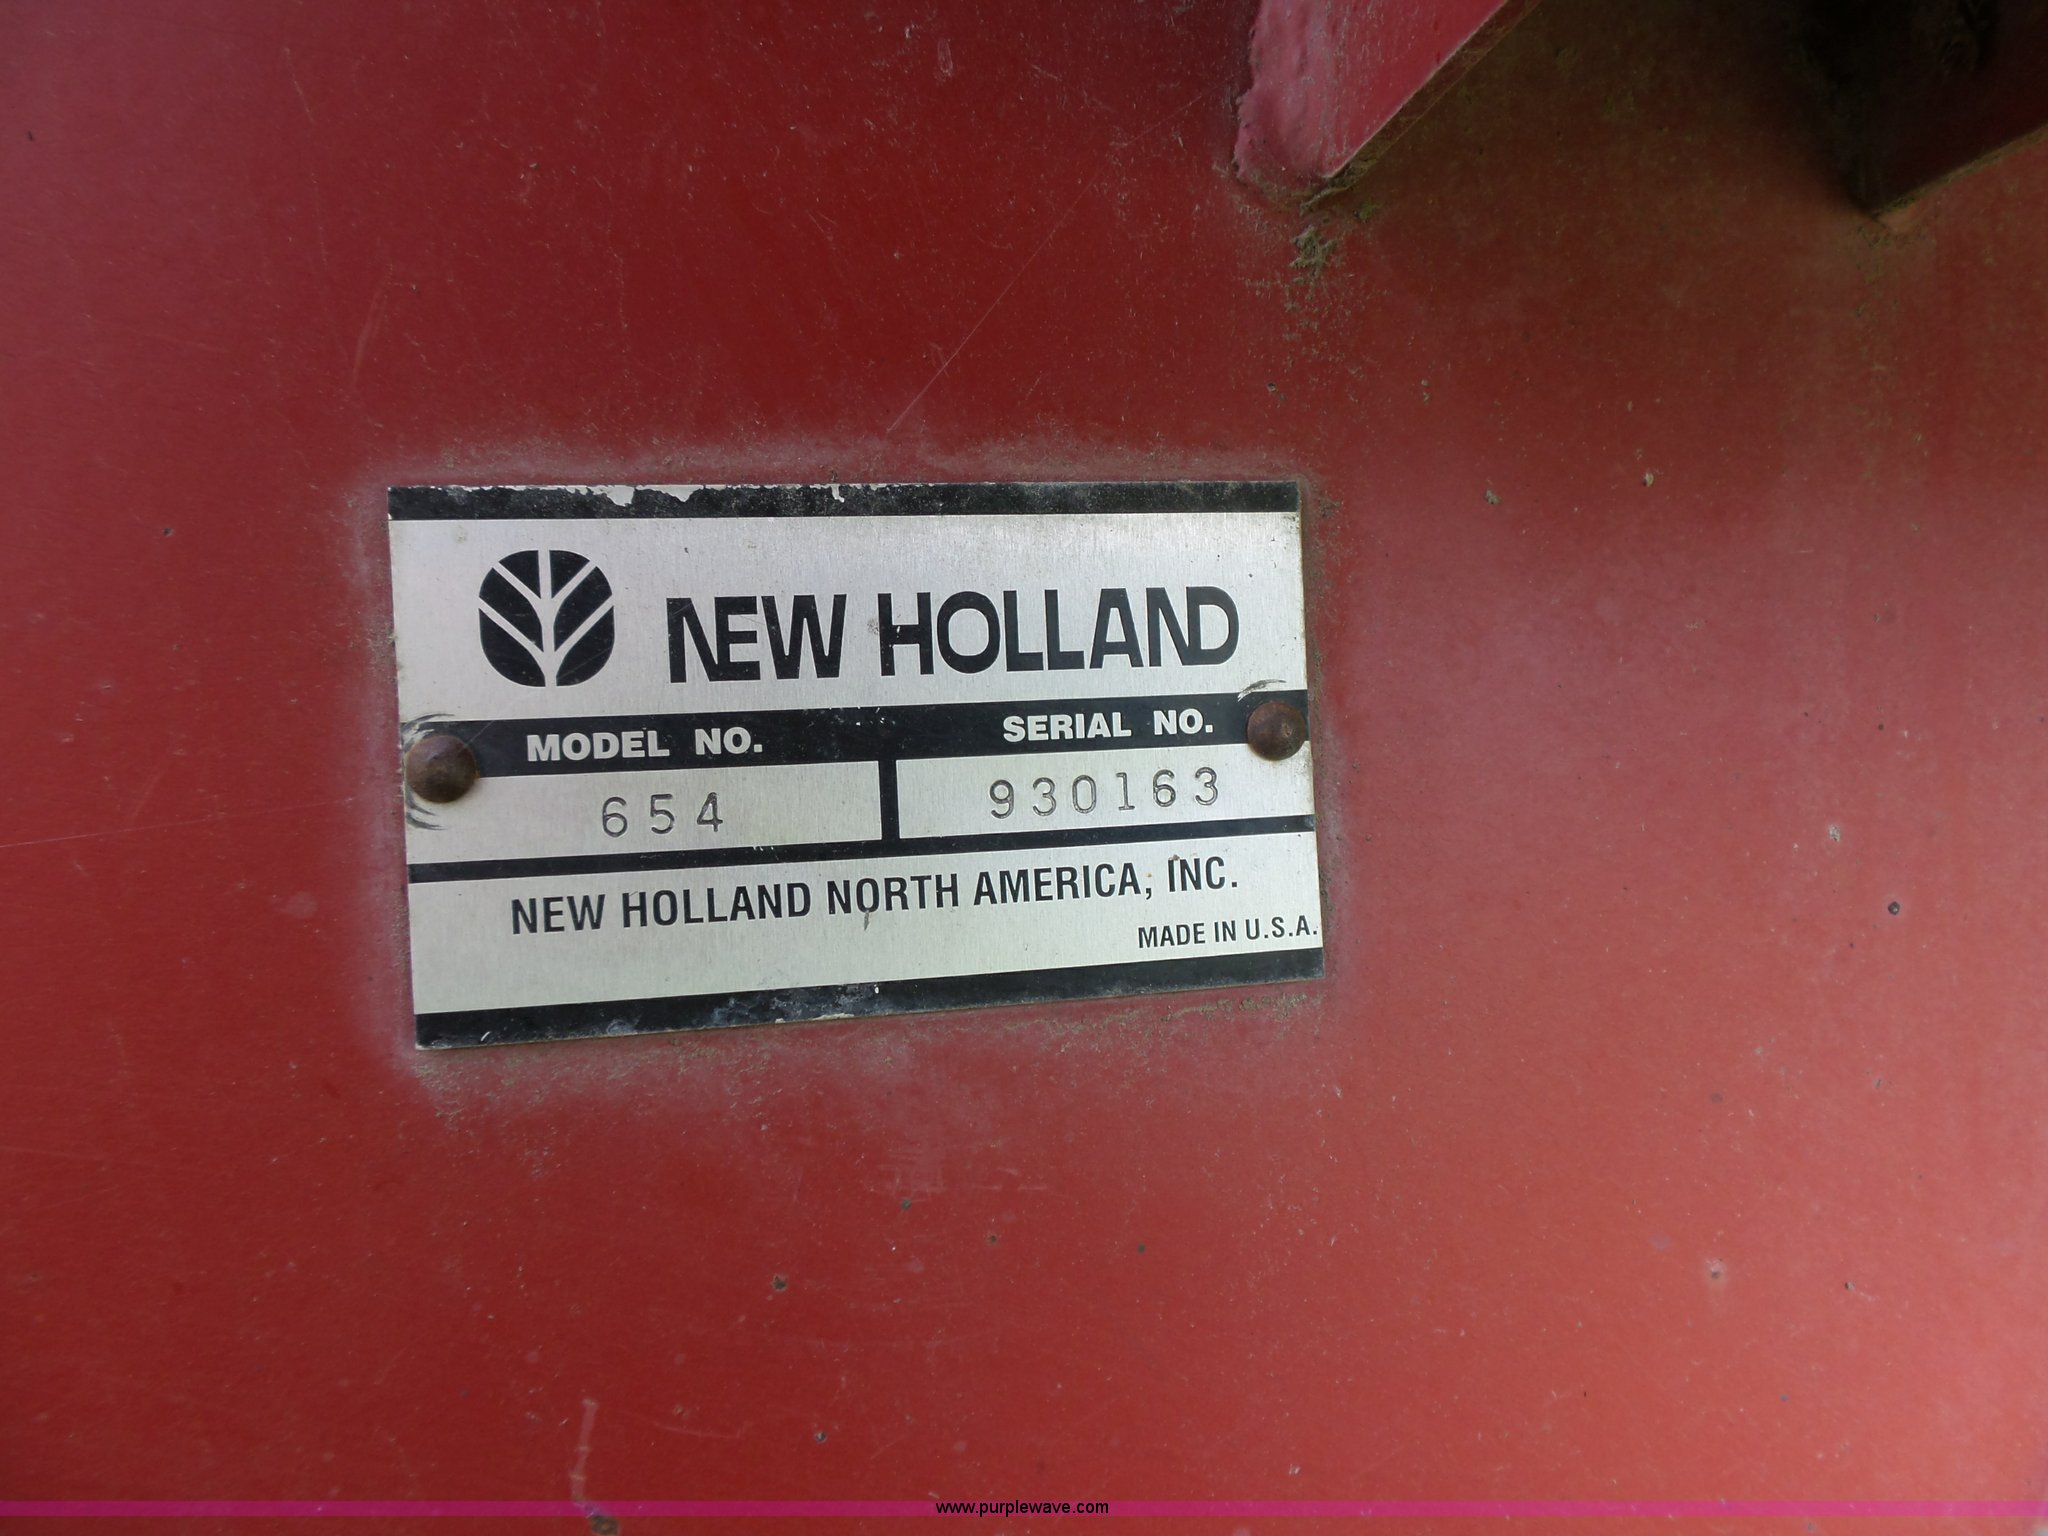 NEW HOLLAND
MODEL NO. SERIAL NO.
654 930163
NEW HOLLAND NORTH AMERICA, INC.
MADE IN U.S.A.
www.purplewave.com